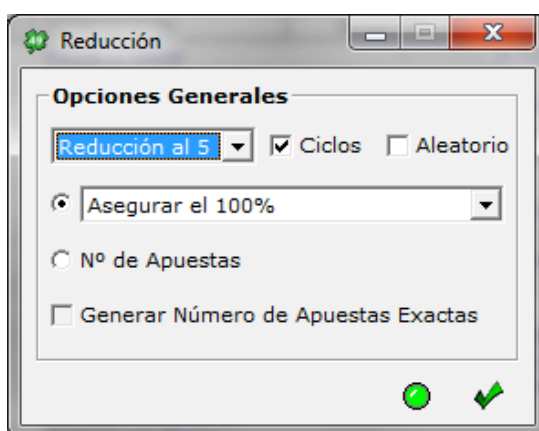 Reducción
Opciones Generales
Reducción al 5 Ciclos Aleatorio
Asegurar el 100%
Nº de Apuestas
Generar Número de Apuestas Exactas